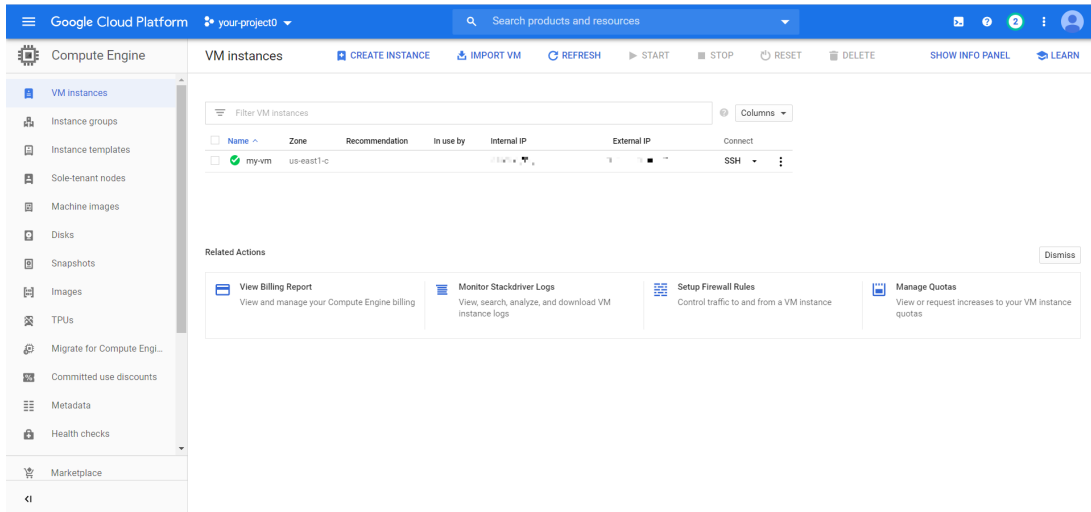 Google Cloud Platform your-project0 Search products and resources 2
Compute Engine VM instances CREATE INSTANCE IMPORT VM REFRESH START STOP RESET DELETE SHOW INFO PANEL LEARN
VM instances
Instance groups
Instance templates
Sole-tenant nodes
Machine images
Disks
Snapshots
Images
TPUs
Migrate for Compute Engi...
Committed use discounts
Metadata
Health checks
Marketplace
Filter VM instances Columns
Name Zone Recommendation In use by Internal IP External IP Connect
my-vm us-east1-c SSH
Related Actions Dismiss
View Billing Report
View and manage your Compute Engine billing
Monitor Stackdriver Logs
View, search, analyze, and download VM
instance logs
Setup Firewall Rules
Control traffic to and from a VM instance
Manage Quotas
View or request increases to your VM instance
quotas